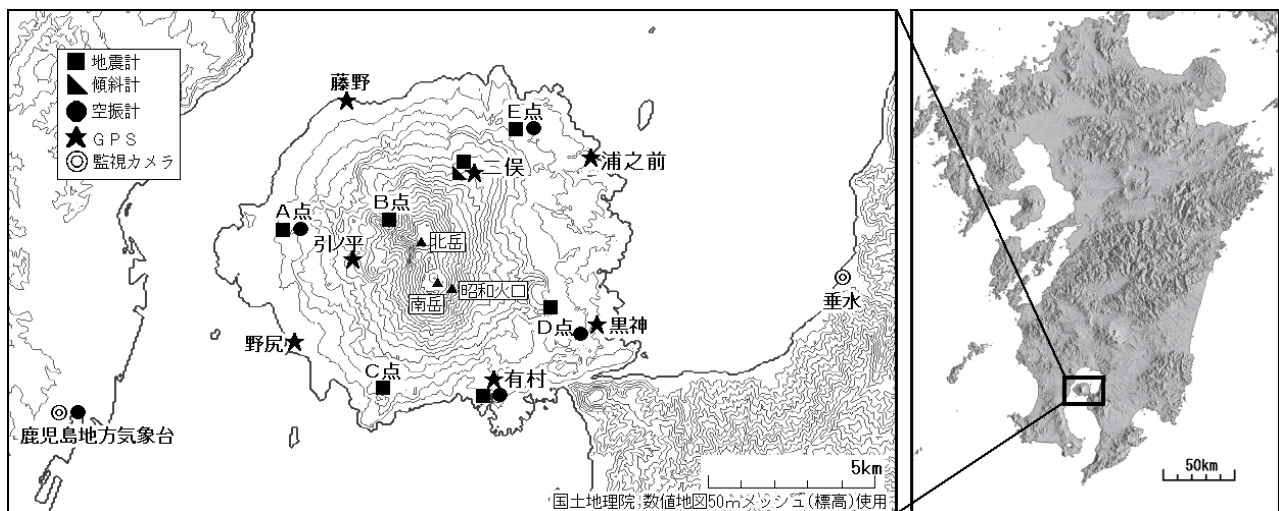 地震計
傾斜計
空振計
GPS
監視カメラ
藤野
E点
浦之前
二俣
B点
A点
引ノ平
北岳
昭和火口
南岳
垂水
D点
黒神
野尻
C点
有村
鹿児島地方気象台
5km
国土地理院,数値地図50mメッシュ(標高)使用
50km